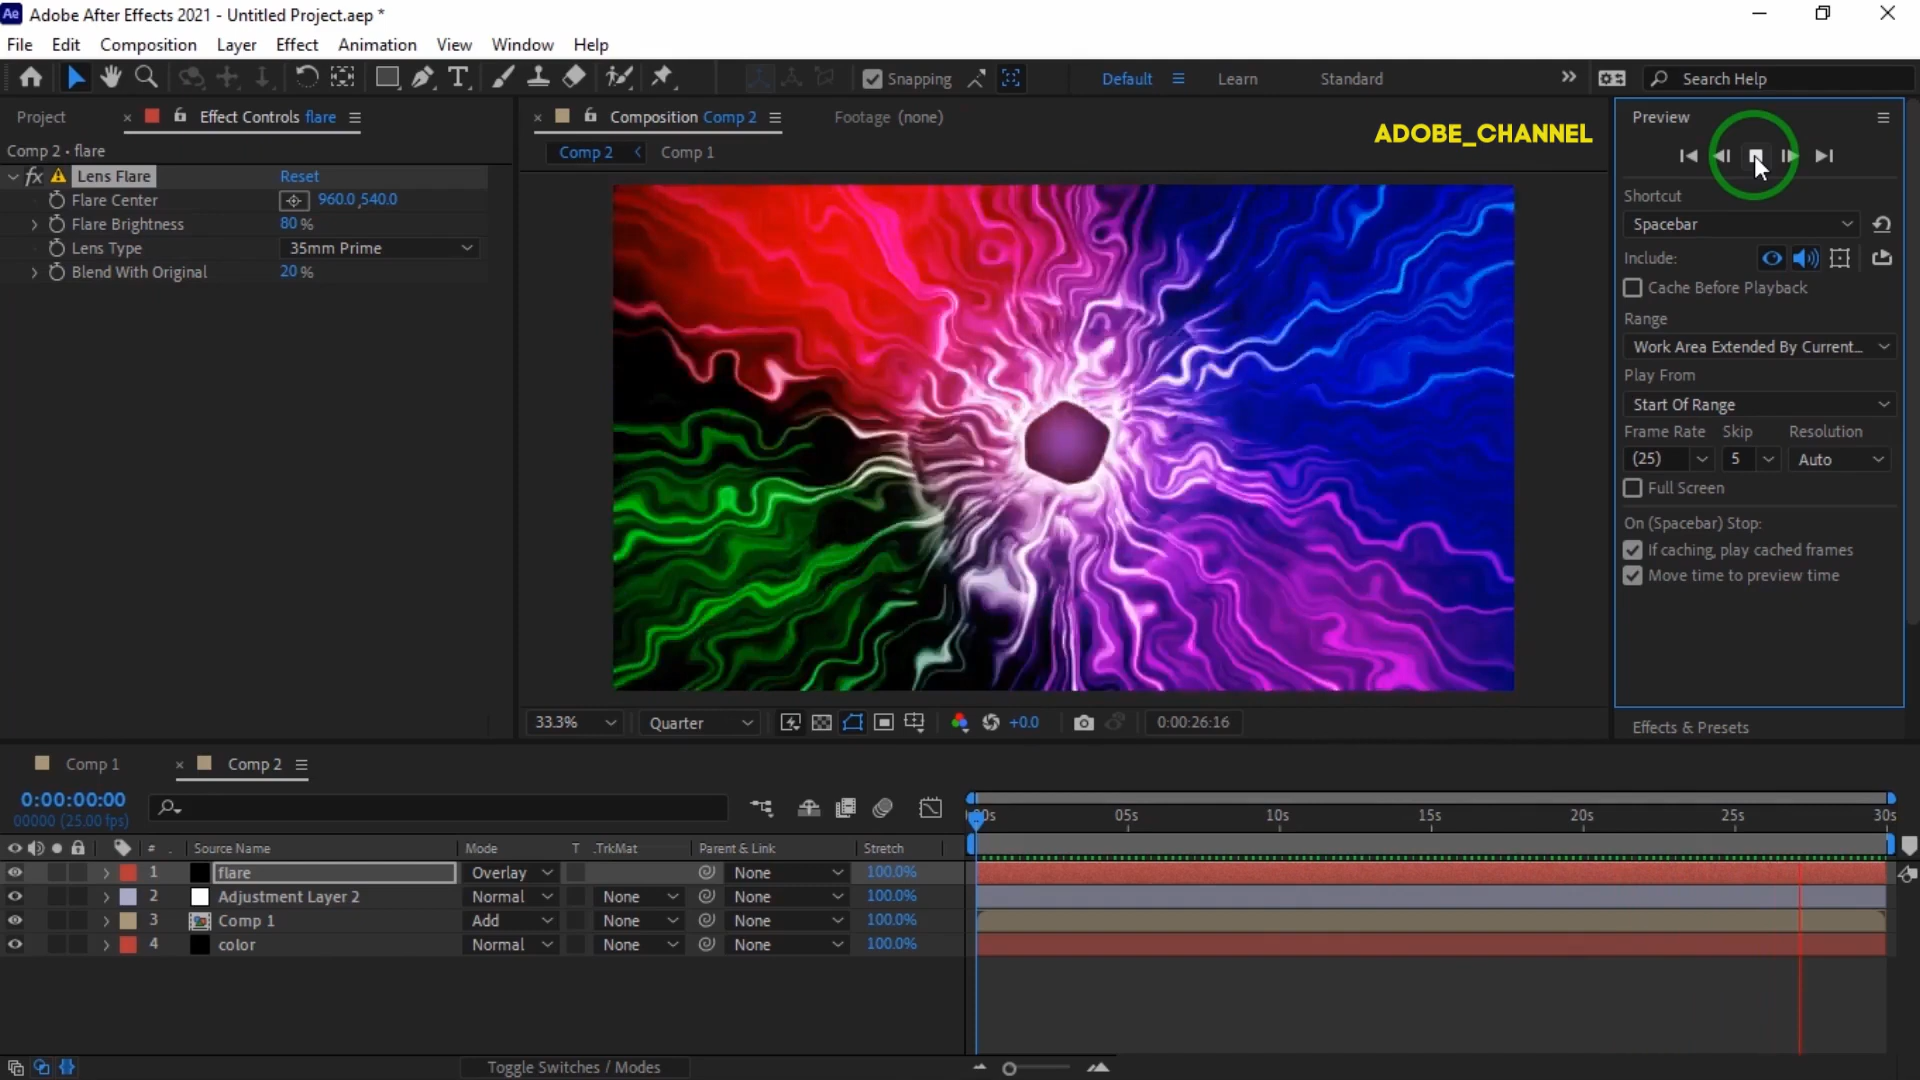 Ae Adobe After Effects 2021 - Untitled Project.aep *
File Edit Composition Layer Effect Animation View Window Help
Snapping Default Learn Standard Search Help
Project Effect Controls flare
Comp 2 • flare
fx Lens Flare Reset
Flare Center 960.0,540.0
Flare Brightness 80 %
Lens Type 35mm Prime
Blend With Original 20 %
Composition Comp 2 Footage (none)
Comp 2 Comp 1
ADOBE_CHANNEL
33.3% Quarter +0.0 0:00:26:16
Preview
Shortcut
Spacebar
Include:
Cache Before Playback
Range
Work Area Extended By Current...
Play From
Start Of Range
Frame Rate Skip Resolution
(25) 5 Auto
Full Screen
On (Spacebar) Stop:
If caching, play cached frames
Move time to preview time
Effects & Presets
Comp 1 Comp 2
0:00:00:00
00000 (25.00 fps)
05s 10s 15s 20s 25s 30s
# Source Name Mode T .TrkMat Parent & Link Stretch
1 flare Overlay None 100.0%
2 Adjustment Layer 2 Normal None None 100.0%
3 Comp 1 Add None None 100.0%
4 color Normal None None 100.0%
Toggle Switches / Modes